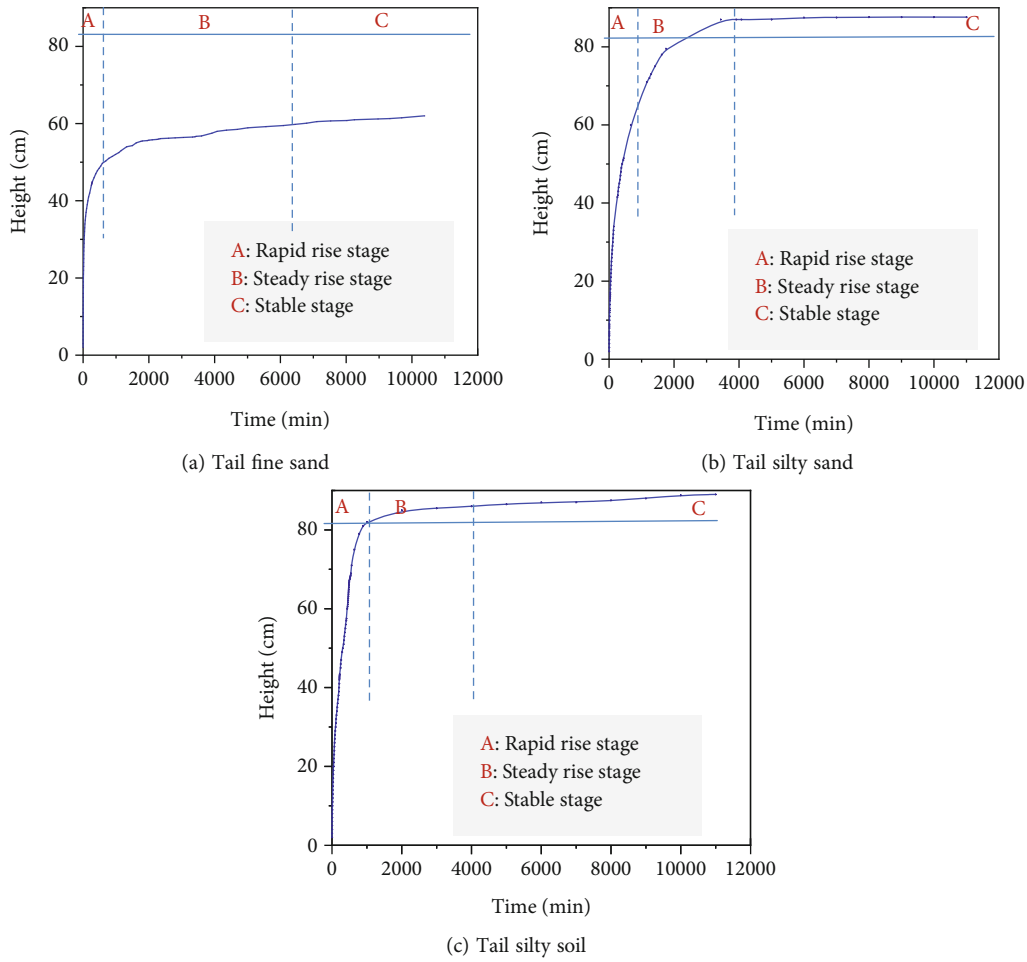 A B C
80
60
40
20
0
Height (cm)
A: Rapid rise stage
B: Steady rise stage
C: Stable stage
0 2000 4000 6000 8000 10000 12000
Time (min)
(a) Tail fine sand
A B C
80
60
40
20
0
Height (cm)
A: Rapid rise stage
B: Steady rise stage
C: Stable stage
0 2000 4000 6000 8000 10000 12000
Time (min)
(b) Tail silty sand
A B C
80
60
40
20
0
Height (cm)
A: Rapid rise stage
B: Steady rise stage
C: Stable stage
0 2000 4000 6000 8000 10000 12000
Time (min)
(c) Tail silty soil